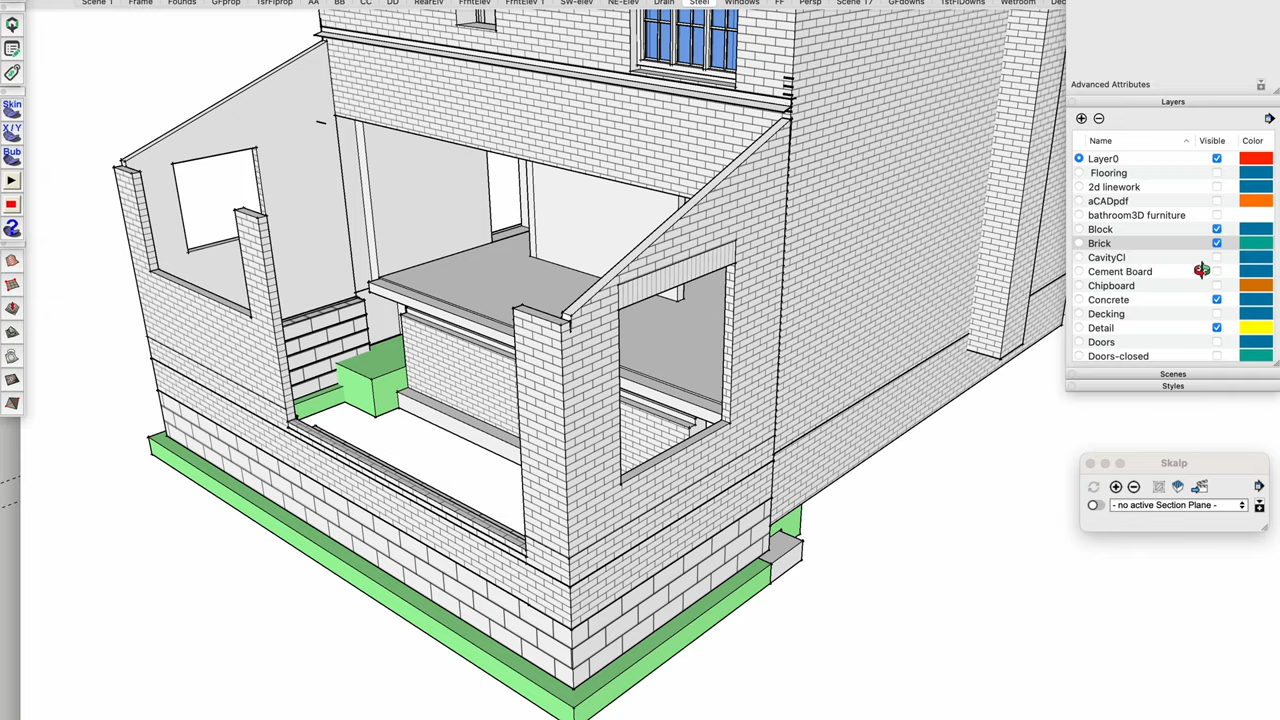 Scene 1 Frame Founds GFprop 1srFlprop AA BB CC DD RearElv FrntElev FrntElev 1 SW-elev NE-Elev Drain Steel Windows FF Persp Scene 17 GFdowns 1stFlDowns Wetroom
Skin
X / Y
Bub
Advanced Attributes
Layers
Name Visible Color
Layer0
Flooring
2d linework
aCADpdf
bathroom3D furniture
Block
Brick
CavityCl
Cement Board
Chipboard
Concrete
Decking
Detail
Doors
Doors-closed
Scenes
Styles
Skalp
- no active Section Plane -